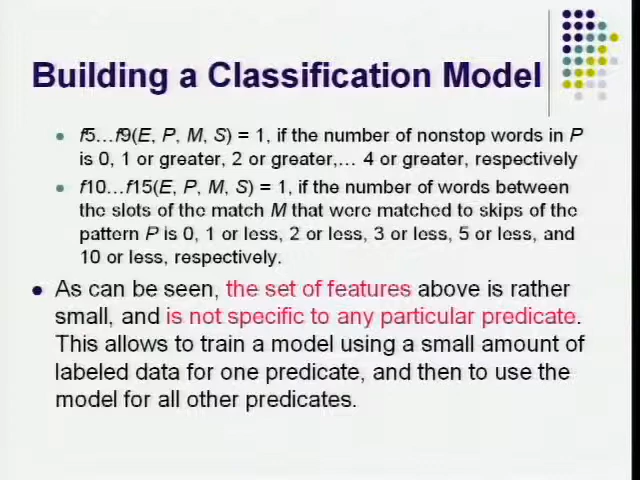 Building a Classification Model
f5…f9(E, P, M, S) = 1, if the number of nonstop words in P
is 0, 1 or greater, 2 or greater,… 4 or greater, respectively
f10…f15(E, P, M, S) = 1, if the number of words between
the slots of the match M that were matched to skips of the
pattern P is 0, 1 or less, 2 or less, 3 or less, 5 or less, and
10 or less, respectively.
As can be seen, the set of features above is rather
small, and is not specific to any particular predicate.
This allows to train a model using a small amount of
labeled data for one predicate, and then to use the
model for all other predicates.